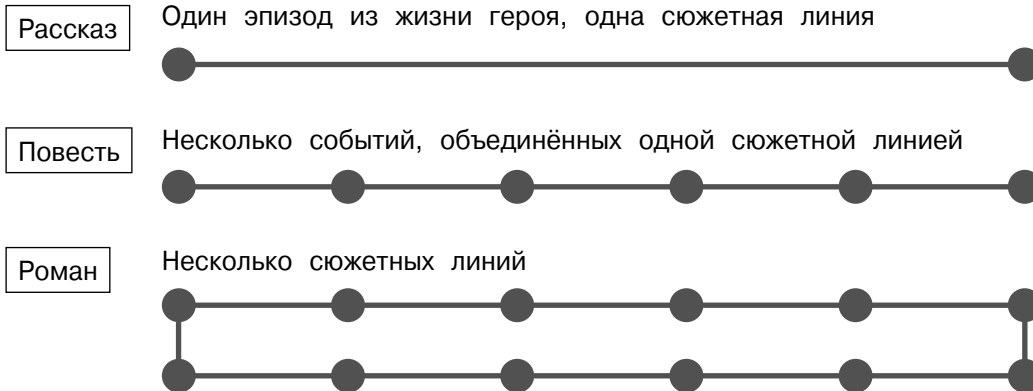 Рассказ
Один эпизод из жизни героя, одна сюжетная линия
Повесть
Несколько событий, объединённых одной сюжетной линией
Роман
Несколько сюжетных линий